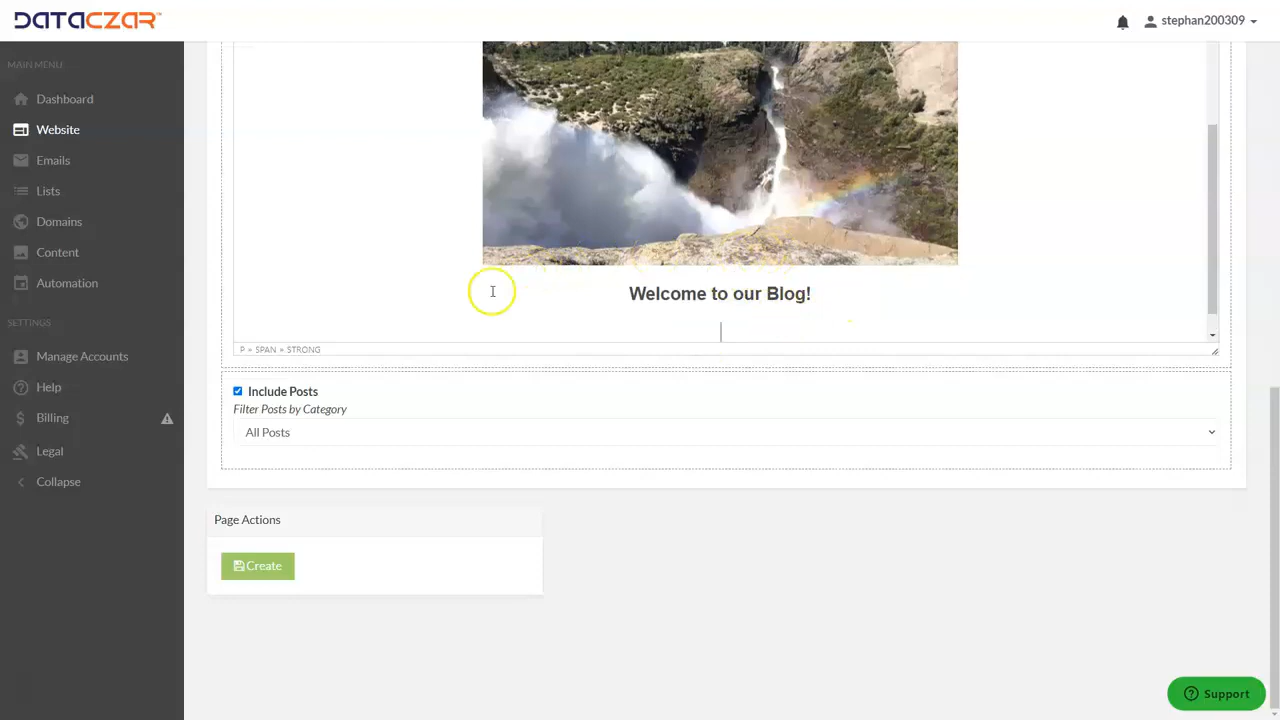 DATACZAR
stephan200309
MAIN MENU
Dashboard
Website
Emails
Lists
Domains
Content
Automation
SETTINGS
Manage Accounts
Help
Billing
Legal
Collapse
Welcome to our Blog!
P » SPAN » STRONG
Include Posts
Filter Posts by Category
All Posts
Page Actions
Create
Support